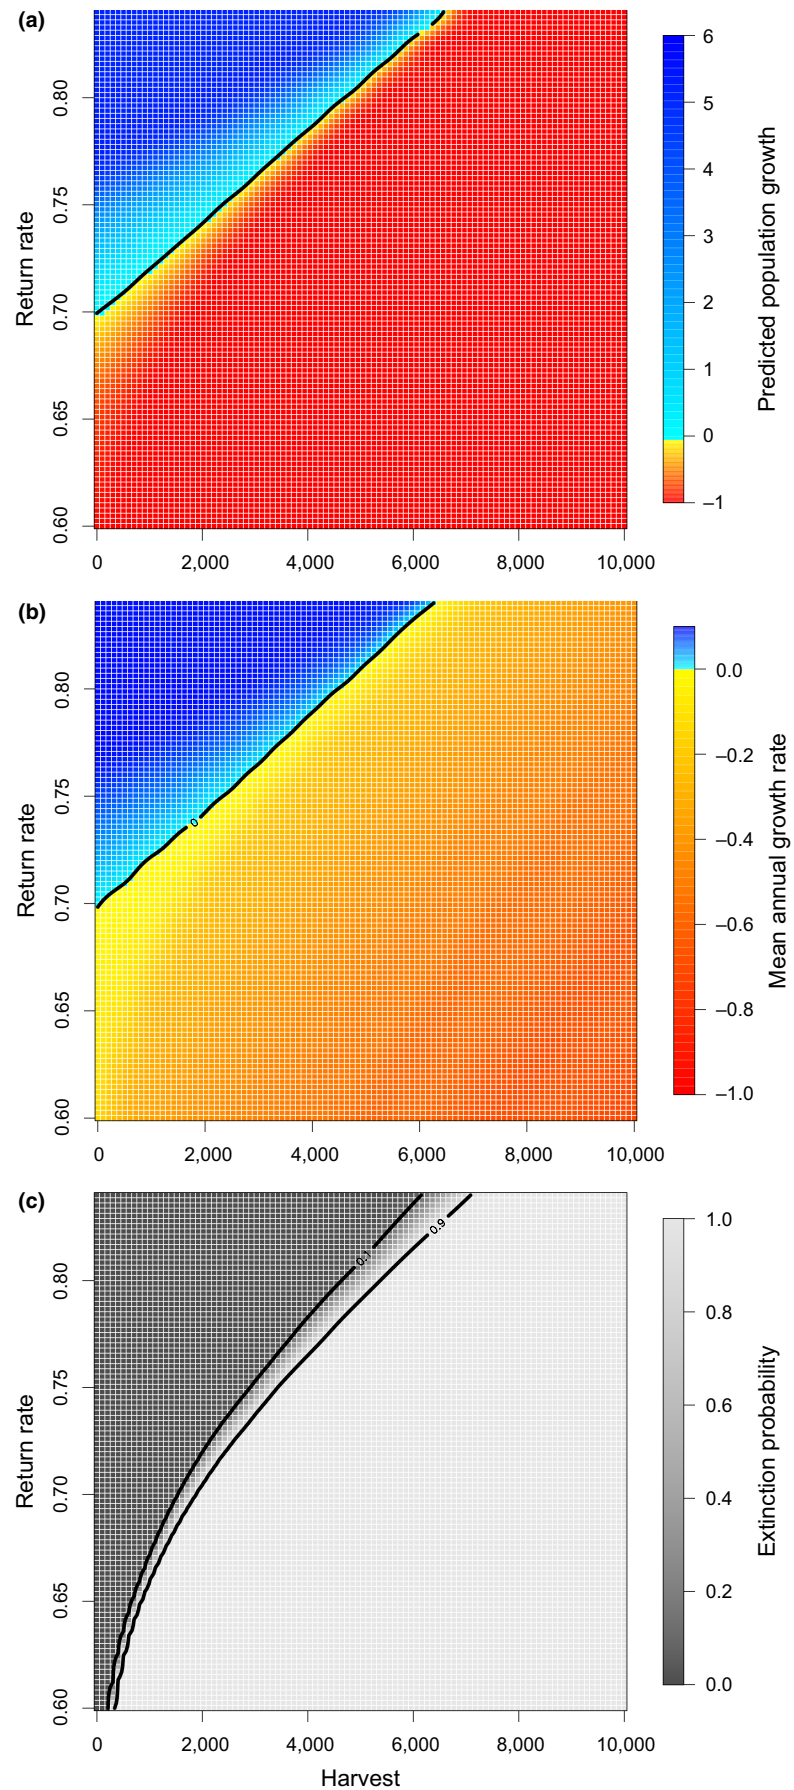 (a)
Return rate
0.80
0.75
0.70
0.65
0.60
0 2,000 4,000 6,000 8,000 10,000
6
5
4
3
2
1
0
–1
Predicted population growth
(b)
Return rate
0.80
0.75
0.70
0.65
0.60
0
0 2,000 4,000 6,000 8,000 10,000
0.0
–0.2
–0.4
–0.6
–0.8
–1.0
Mean annual growth rate
(c)
Return rate
0.80
0.75
0.70
0.65
0.60
0.1
0.9
0 2,000 4,000 6,000 8,000 10,000
Harvest
1.0
0.8
0.6
0.4
0.2
0.0
Extinction probability